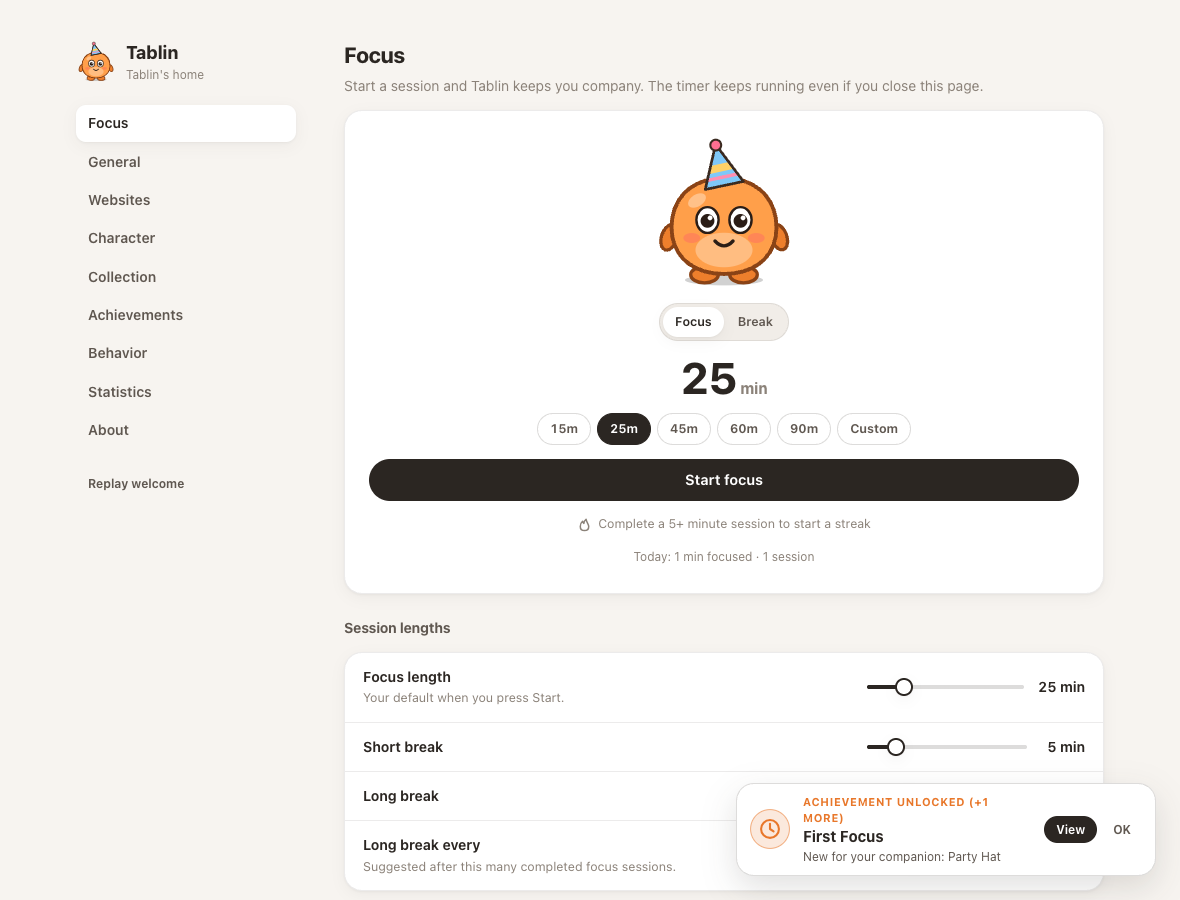 Tablin
Tablin's home
Focus
General
Websites
Character
Collection
Achievements
Behavior
Statistics
About
Replay welcome
Focus
Start a session and Tablin keeps you company. The timer keeps running even if you close this page.
Focus Break
25 min
15m 25m 45m 60m 90m Custom
Start focus
Complete a 5+ minute session to start a streak
Today: 1 min focused · 1 session
Session lengths
Focus length
Your default when you press Start.
25 min
Short break
5 min
Long break
Long break every
Suggested after this many completed focus sessions.
ACHIEVEMENT UNLOCKED (+1
MORE)
First Focus
New for your companion: Party Hat
View OK